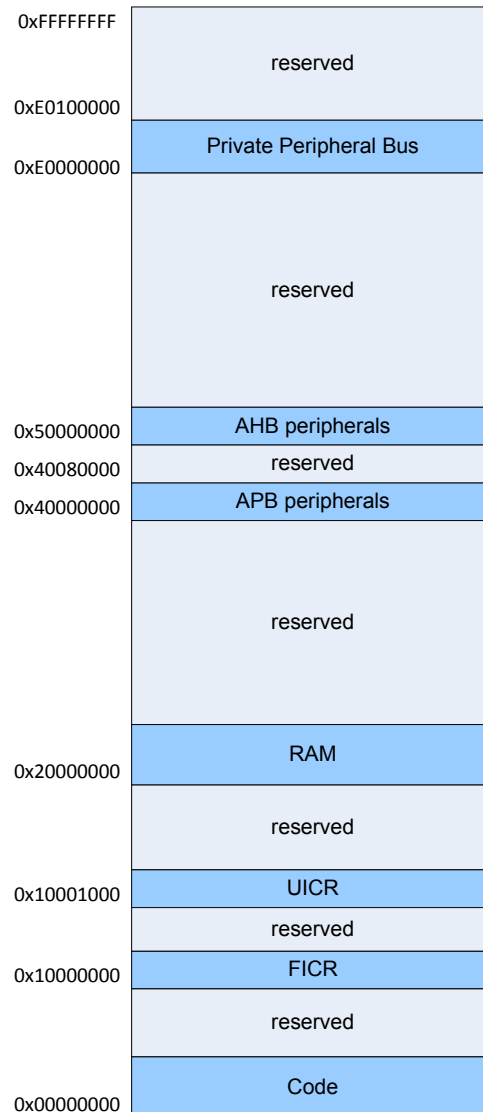 0xFFFFFFFF
reserved
0xE0100000
Private Peripheral Bus
0xE0000000
reserved
AHB peripherals
0x50000000
reserved
0x40080000
APB peripherals
0x40000000
reserved
RAM
0x20000000
reserved
UICR
0x10001000
reserved
FICR
0x10000000
reserved
Code
0x00000000